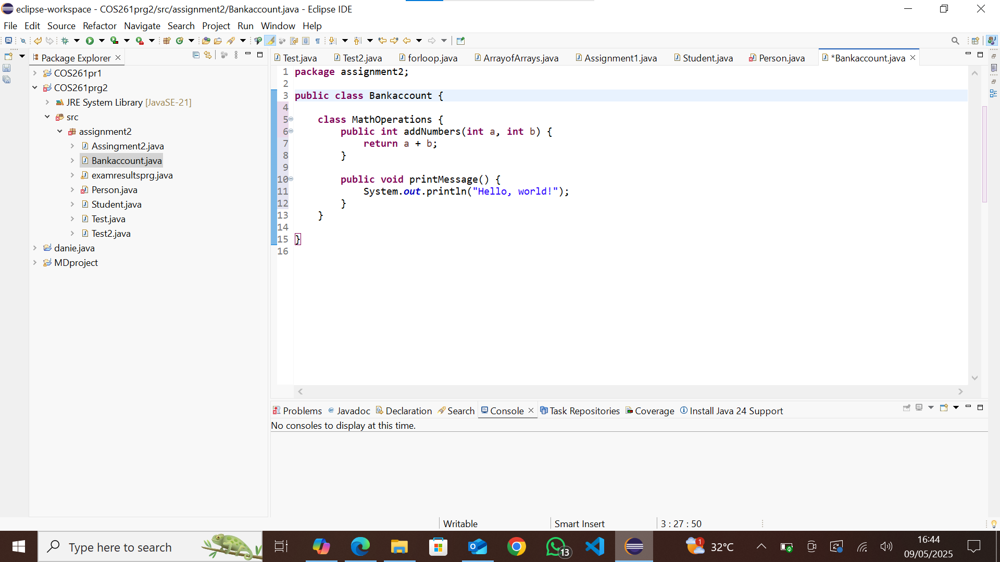 eclipse-workspace - COS261prg2/src/assignment2/Bankaccount.java - Eclipse IDE
File Edit Source Refactor Navigate Search Project Run Window Help
Package Explorer
COS261pr1
COS261prg2
JRE System Library [JavaSE-21]
src
assignment2
Assingment2.java
Bankaccount.java
examresultsprg.java
Person.java
Student.java
Test.java
Test2.java
danie.java
MDproject
Test.java Test2.java forloop.java ArrayofArrays.java Assignment1.java Student.java Person.java *Bankaccount.java
1 package assignment2;
2
3 public class Bankaccount {
4
5 class MathOperations {
6 public int addNumbers(int a, int b) {
7 return a + b;
8 }
9
10 public void printMessage() {
11 System.out.println("Hello, world!");
12 }
13 }
14
15 }
16
Problems Javadoc Declaration Search Console Task Repositories Coverage Install Java 24 Support
No consoles to display at this time.
Writable Smart Insert 3 : 27 : 50
Type here to search
13
1
32°C
16:44
09/05/2025